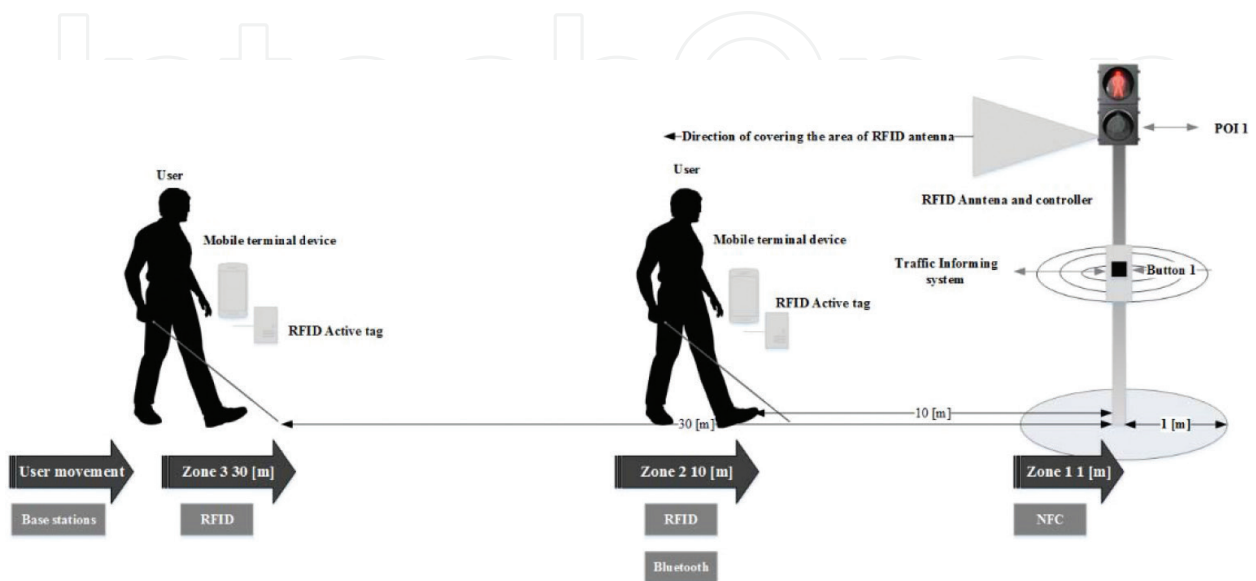 Direction of covering the area of RFID antenna
POI 1
User
User
RFID Anntena and controller
Mobile terminal device
Mobile terminal device
Traffic Informing
system
Button 1
RFID Active tag
RFID Active tag
10 [m]
30 [m]
1 [m]
User movement
Zone 3 30 [m]
Zone 2 10 [m]
Zone 1 1 [m]
Base stations
RFID
RFID
NFC
Bluetooth